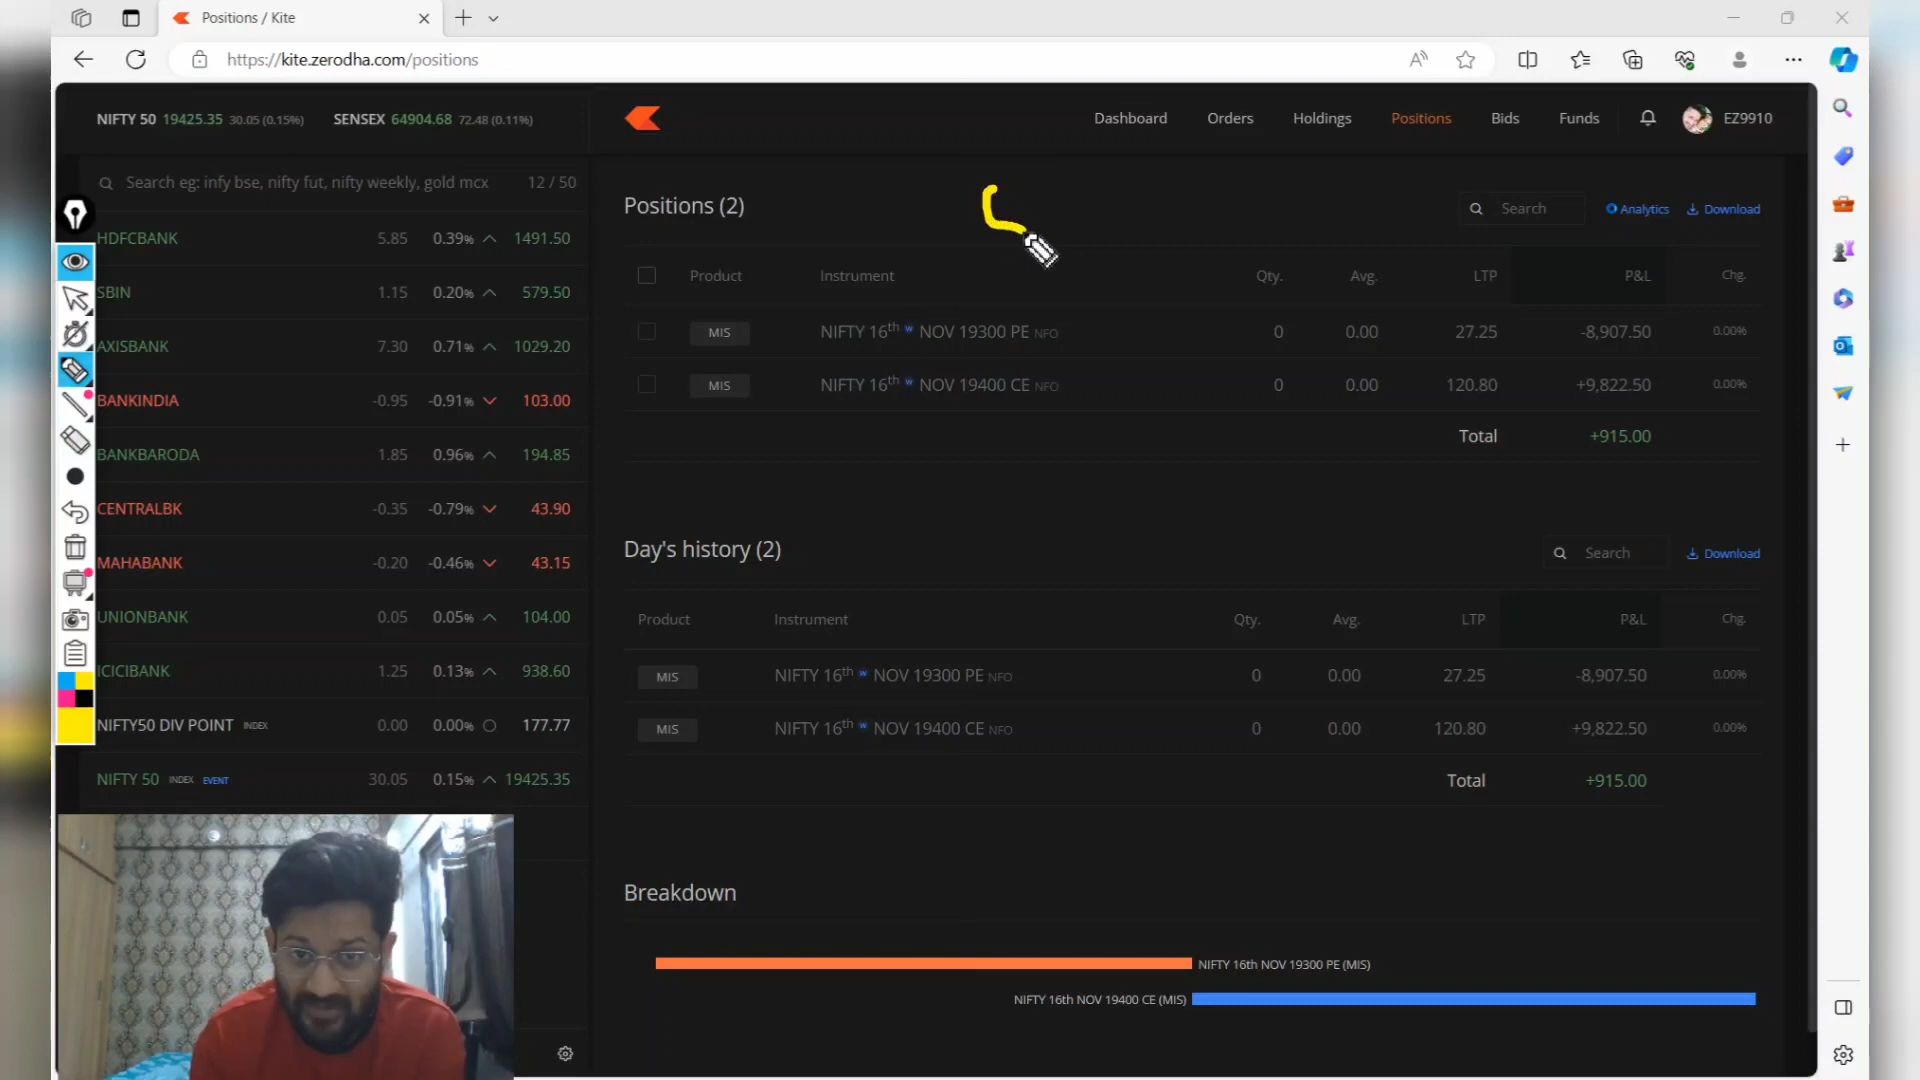 Positions / Kite
https://kite.zerodha.com/positions
NIFTY 50 19425.35 30.05 (0.15%) SENSEX 64904.68 72.48 (0.11%)
Dashboard Orders Holdings Positions Bids Funds EZ9910
Search eg: infy bse, nifty fut, nifty weekly, gold mcx 12 / 50
HDFCBANK 5.85 0.39% 1491.50
SBIN 1.15 0.20% 579.50
AXISBANK 7.30 0.71% 1029.20
BANKINDIA -0.95 -0.91% 103.00
BANKBARODA 1.85 0.96% 194.85
CENTRALBK -0.35 -0.79% 43.90
MAHABANK -0.20 -0.46% 43.15
UNIONBANK 0.05 0.05% 104.00
ICICIBANK 1.25 0.13% 938.60
NIFTY50 DIV POINT INDEX 0.00 0.00% 177.77
NIFTY 50 INDEX EVENT 30.05 0.15% 19425.35
Positions (2) Search Analytics Download
Product Instrument Qty. Avg. LTP P&L Chg.
MIS NIFTY 16th w NOV 19300 PE NFO 0 0.00 27.25 -8,907.50 0.00%
MIS NIFTY 16th w NOV 19400 CE NFO 0 0.00 120.80 +9,822.50 0.00%
Total +915.00
Day's history (2) Search Download
Product Instrument Qty. Avg. LTP P&L Chg.
MIS NIFTY 16th w NOV 19300 PE NFO 0 0.00 27.25 -8,907.50 0.00%
MIS NIFTY 16th w NOV 19400 CE NFO 0 0.00 120.80 +9,822.50 0.00%
Total +915.00
Breakdown
NIFTY 16th NOV 19300 PE (MIS)
NIFTY 16th NOV 19400 CE (MIS)